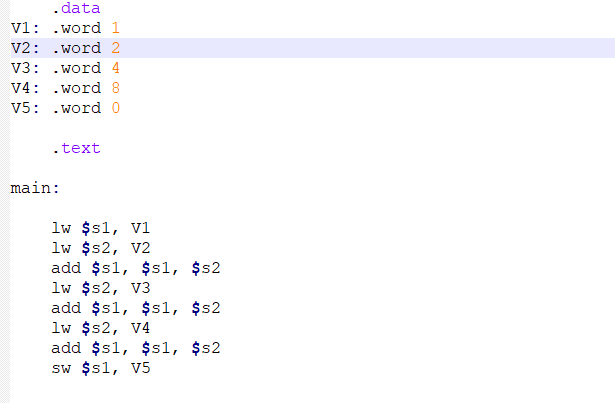 .data
V1: .word 1
V2: .word 2
V3: .word 4
V4: .word 8
V5: .word 0
.text
main:
lw $s1, V1
lw $s2, V2
add $s1, $s1, $s2
lw $s2, V3
add $s1, $s1, $s2
lw $s2, V4
add $s1, $s1, $s2
sw $s1, V5